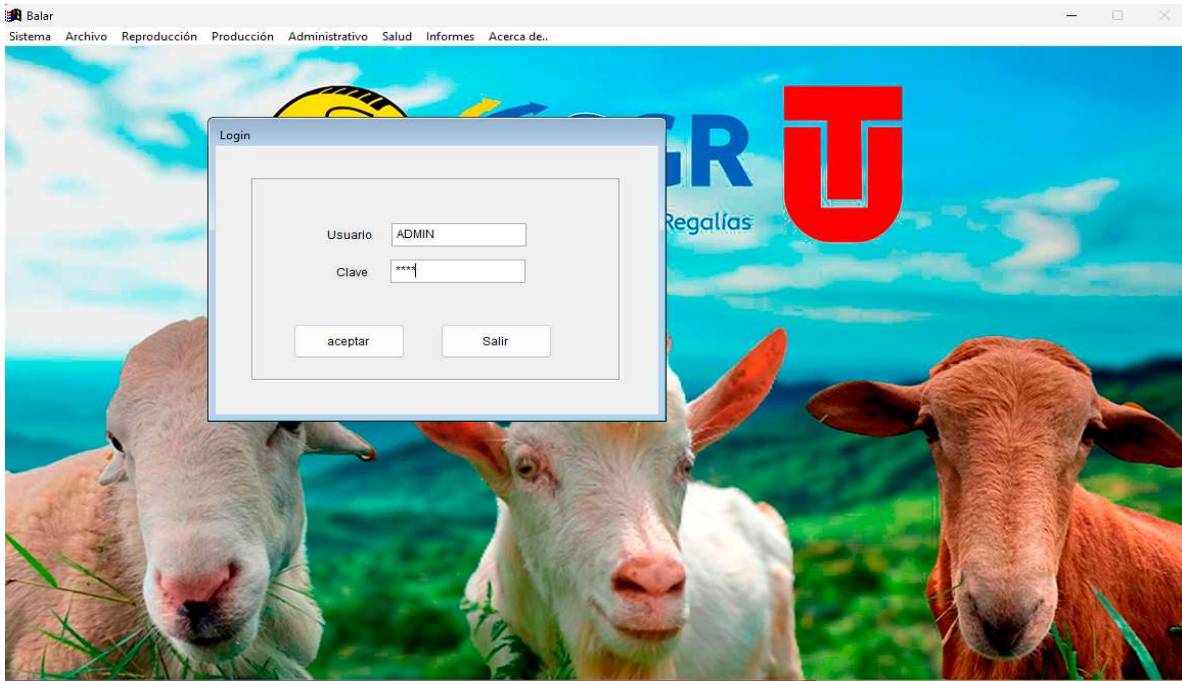 Balar
Sistema Archivo Reproducción Producción Administrativo Salud Informes Acerca de..
Login
GR
Regalías
Usuario ADMIN
Clave ****
aceptar Salir